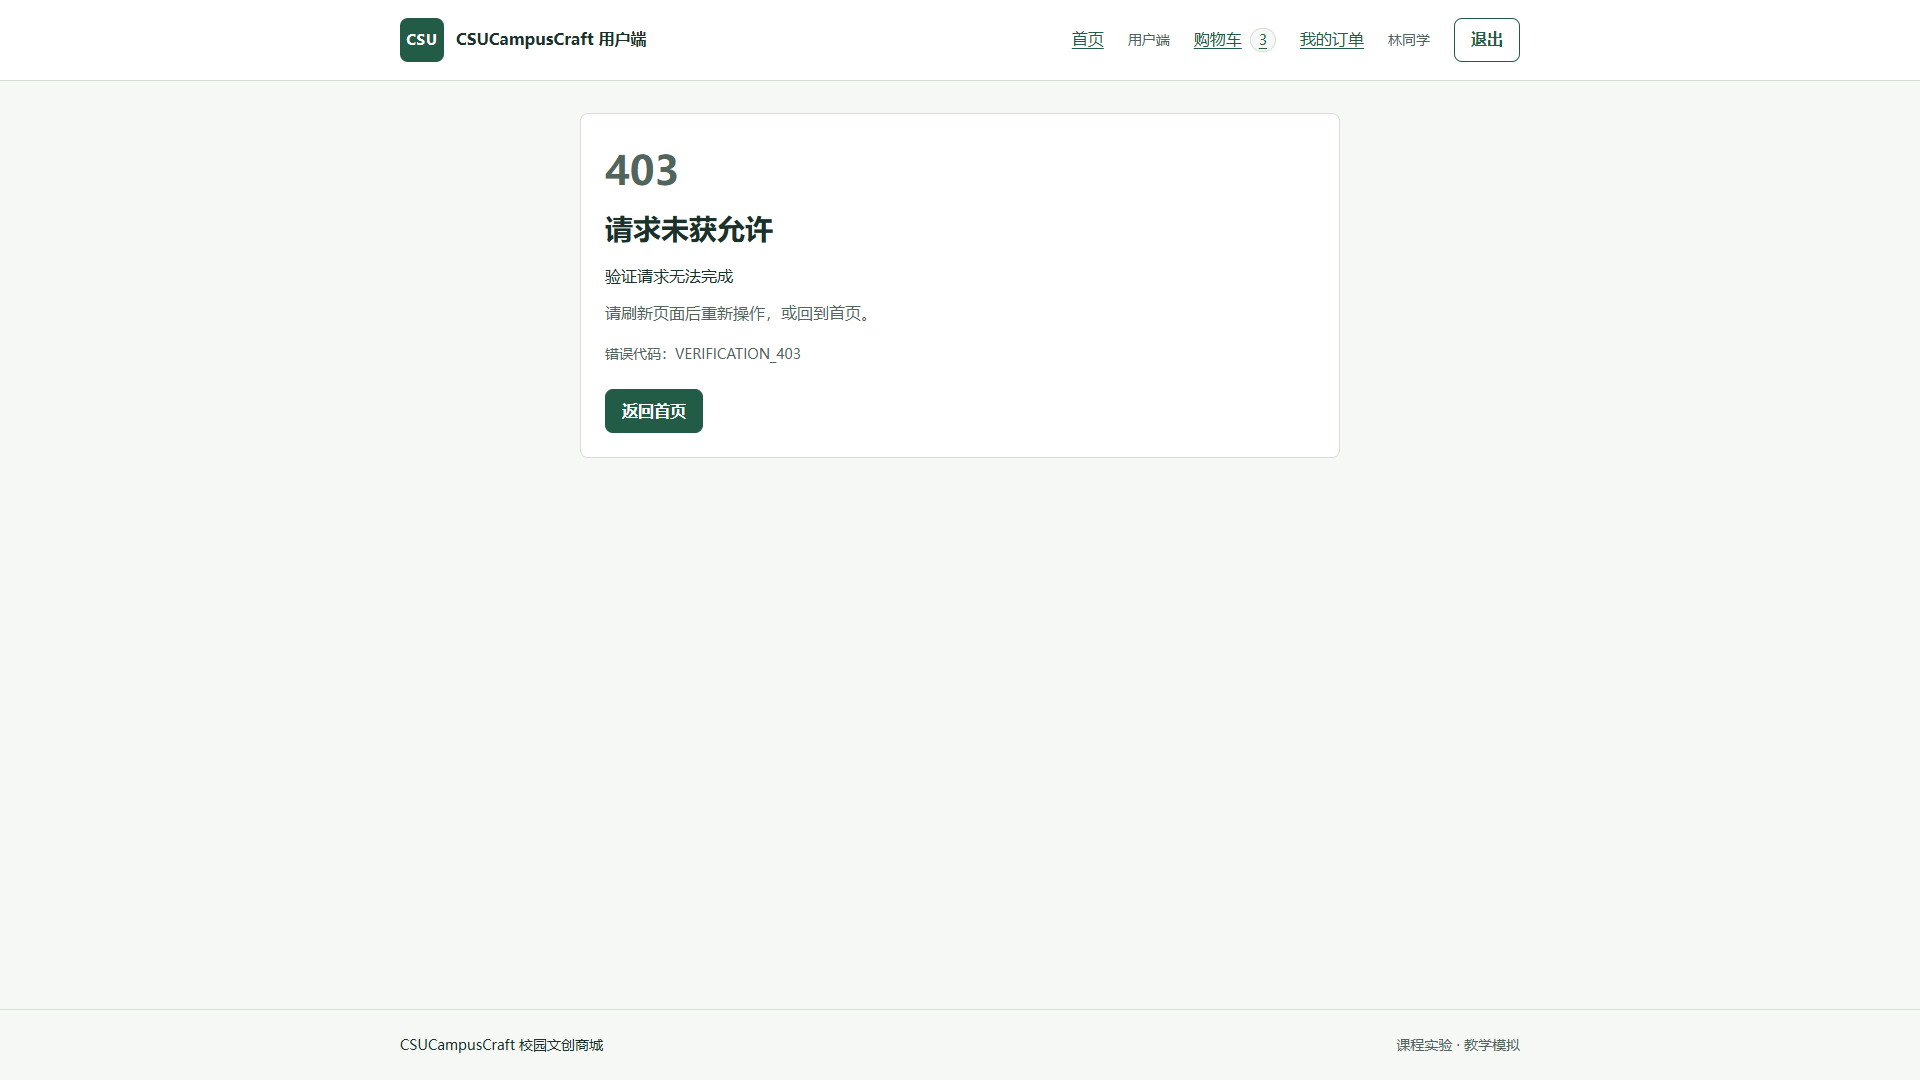 CSU CSUCampusCraft 用户端 首页 用户端 购物车 3 我的订单 林同学 退出
403
请求未获允许
验证请求无法完成
请刷新页面后重新操作，或回到首页。
错误代码：VERIFICATION_403
返回首页
CSUCampusCraft 校园文创商城 课程实验 · 教学模拟